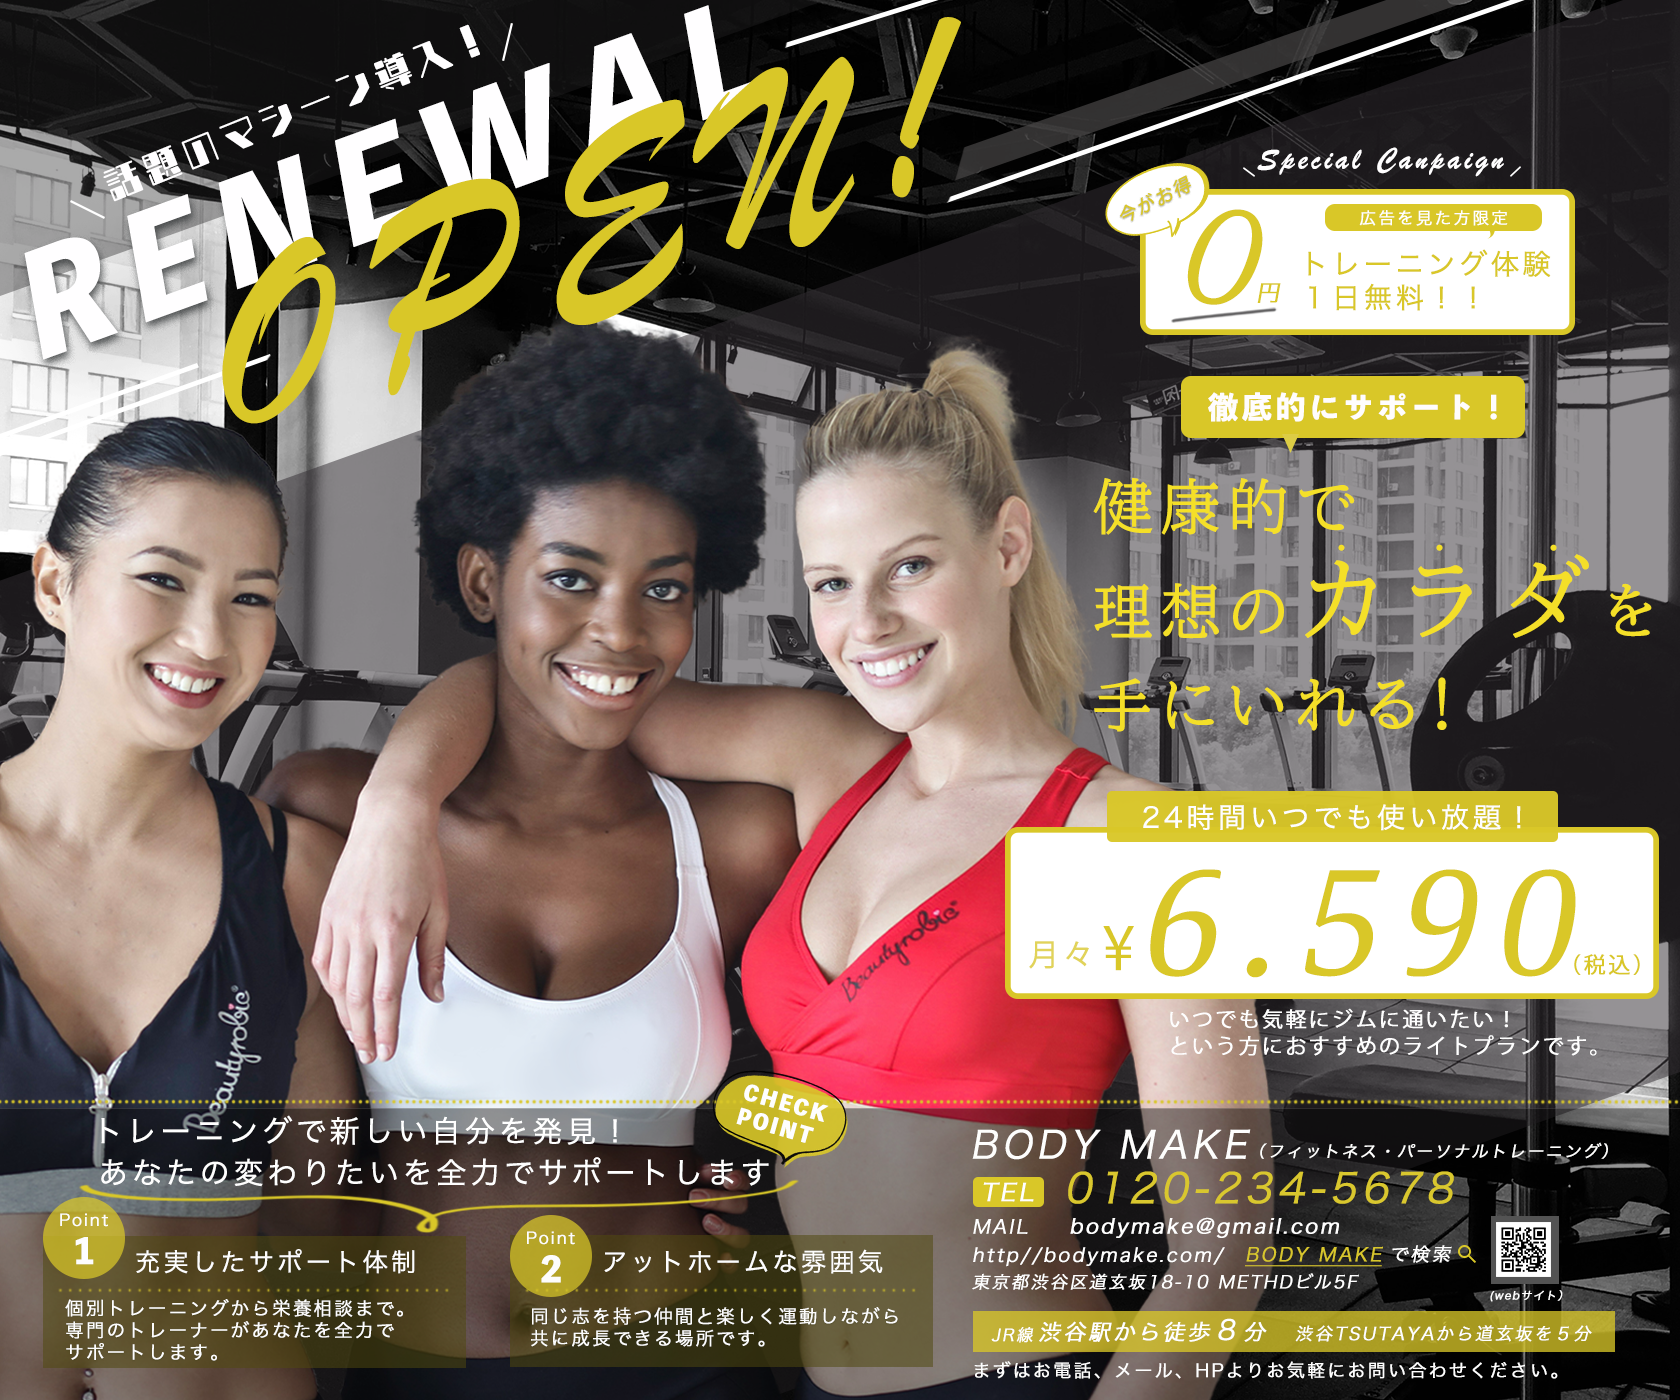 話題のマシーン導入！
RENEWAL
OPEN!
Special Canpaign
今がお得
0円
広告を見た方限定
トレーニング体験
1日無料！！
徹底的にサポート！
健康的で
理想のカラダを
手にいれる！
24時間いつでも使い放題！
月々￥6.590(税込)
いつでも気軽にジムに通いたい！
という方におすすめのライトプランです。
Beautyrobic
Beautyrobic
トレーニングで新しい自分を発見！
あなたの変わりたいを全力でサポートします
CHECK
POINT
Point
1
充実したサポート体制
個別トレーニングから栄養相談まで。
専門のトレーナーがあなたを全力で
サポートします。
Point
2
アットホームな雰囲気
同じ志を持つ仲間と楽しく運動しながら
共に成長できる場所です。
BODY MAKE（フィットネス・パーソナルトレーニング）
TEL 0120-234-5678
MAIL bodymake@gmail.com
http//bodymake.com/ BODY MAKE で検索
東京都渋谷区道玄坂18-10 METHDビル5F
(webサイト)
JR線 渋谷駅から徒歩8分 渋谷TSUTAYAから道玄坂を5分
まずはお電話、メール、HPよりお気軽にお問い合わせください。